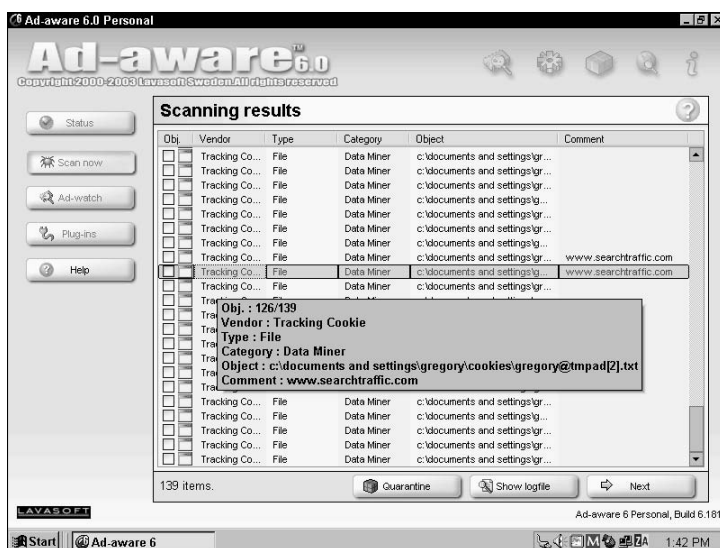 Ad-aware 6.0 Personal
Ad-aware 6.0
Copyright 2000-2003 Lavasoft Sweden. All rights reserved
Status
Scan now
Ad-watch
Plug-ins
Help
Scanning results
Obj. Vendor Type Category Object Comment
Tracking Co... File Data Miner c:\documents and settings\gr...
Tracking Co... File Data Miner c:\documents and settings\gr...
Tracking Co... File Data Miner c:\documents and settings\gr...
Tracking Co... File Data Miner c:\documents and settings\g...
Tracking Co... File Data Miner c:\documents and settings\gr...
Tracking Co... File Data Miner c:\documents and settings\gr...
Tracking Co... File Data Miner c:\documents and settings\g...
Tracking Co... File Data Miner c:\documents and settings\gr... www.searchtraffic.com
Tracking Co... File Data Miner c:\documents and settings\g... www.searchtraffic.com
Tracking Co... File Data Miner c:\documents and settings\gr...
Obj. : 126/139
Vendor : Tracking Cookie
Type : File
Category : Data Miner
Object : c:\documents and settings\gregory\cookies\gregory@tmpad[2].txt
Comment : www.searchtraffic.com
Tracking Co... File Data Miner c:\documents and settings\gr...
Tracking Co... File Data Miner c:\documents and settings\g...
Tracking Co... File Data Miner c:\documents and settings\gr...
Tracking Co... File Data Miner c:\documents and settings\gr...
Tracking Co... File Data Miner c:\documents and settings\gr...
139 items.
Quarantine
Show logfile
Next
LAVASOFT
Ad-aware 6 Personal, Build 6.181
Start
Ad-aware 6
1:42 PM